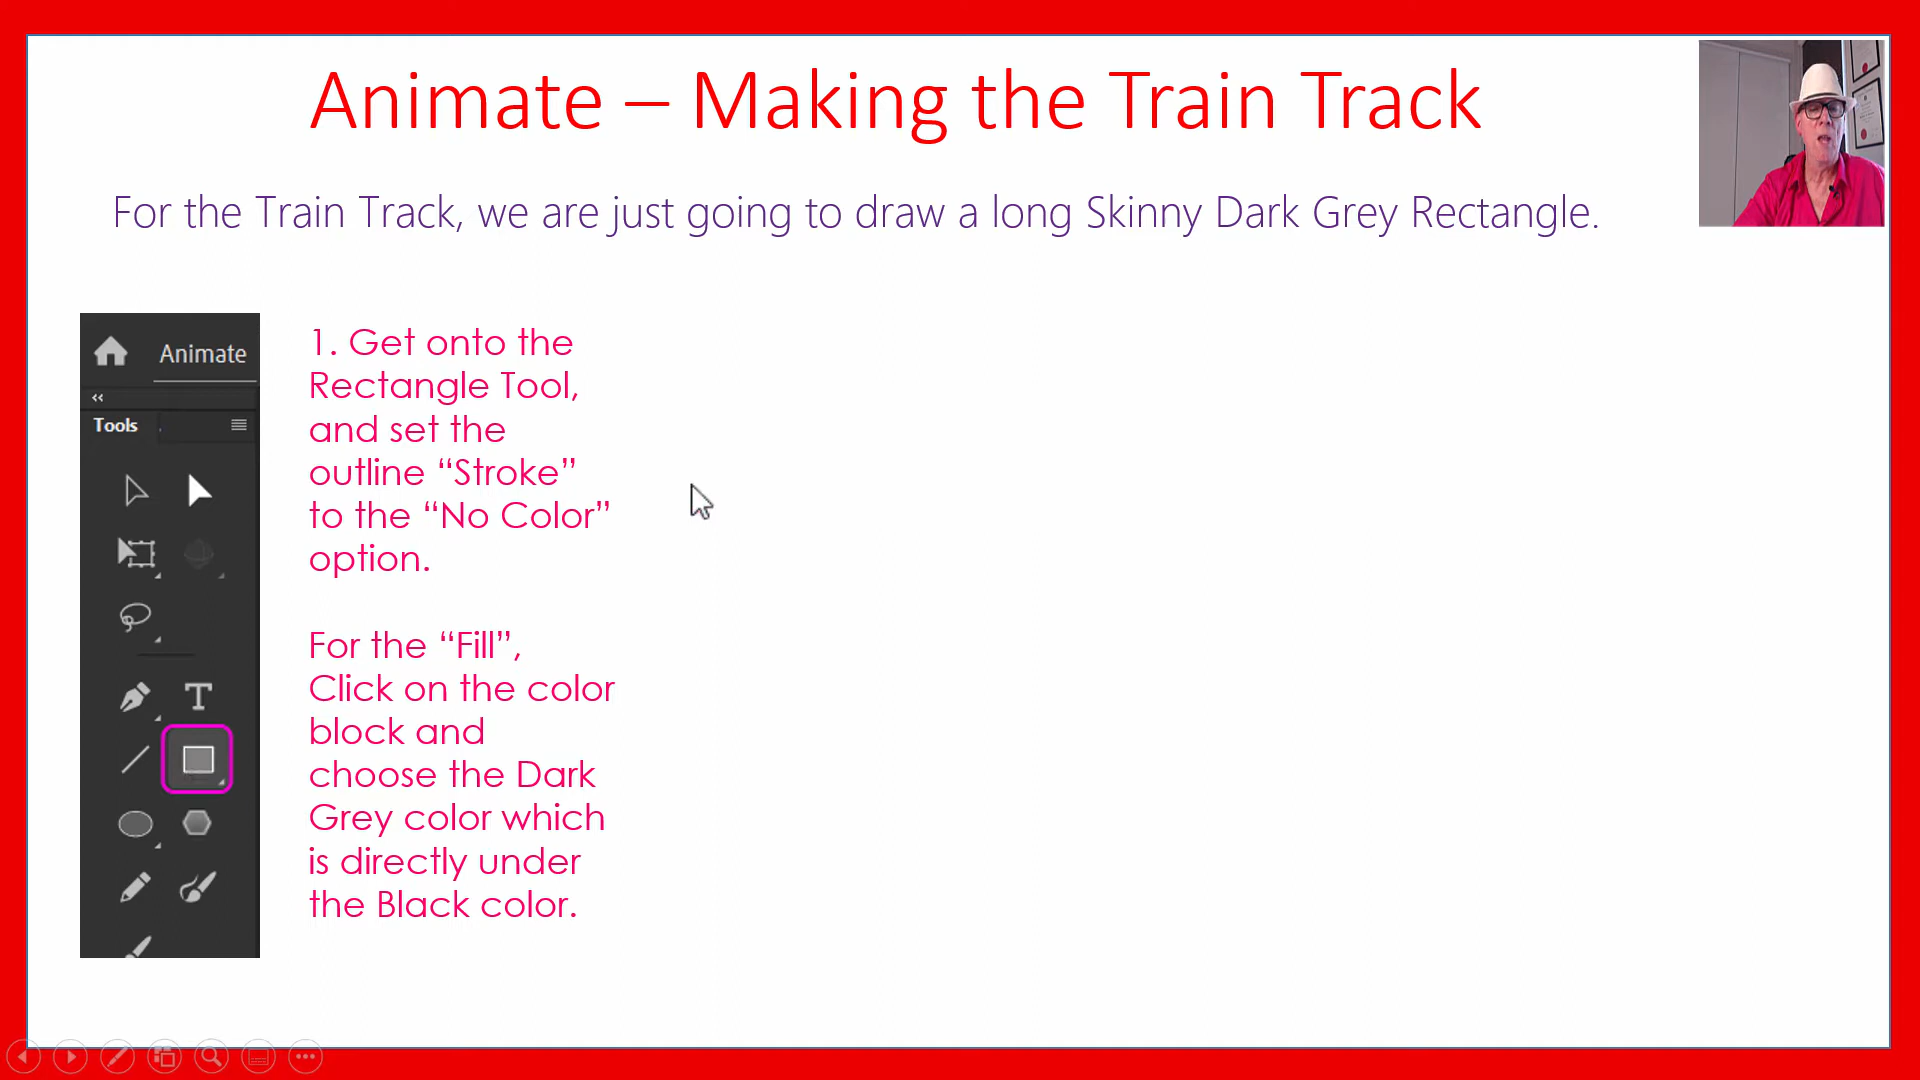 Animate – Making the Train Track
For the Train Track, we are just going to draw a long Skinny Dark Grey Rectangle.
Animate
Tools
1. Get onto the
Rectangle Tool,
and set the
outline “Stroke”
to the “No Color”
option.
For the “Fill”,
Click on the color
block and
choose the Dark
Grey color which
is directly under
the Black color.